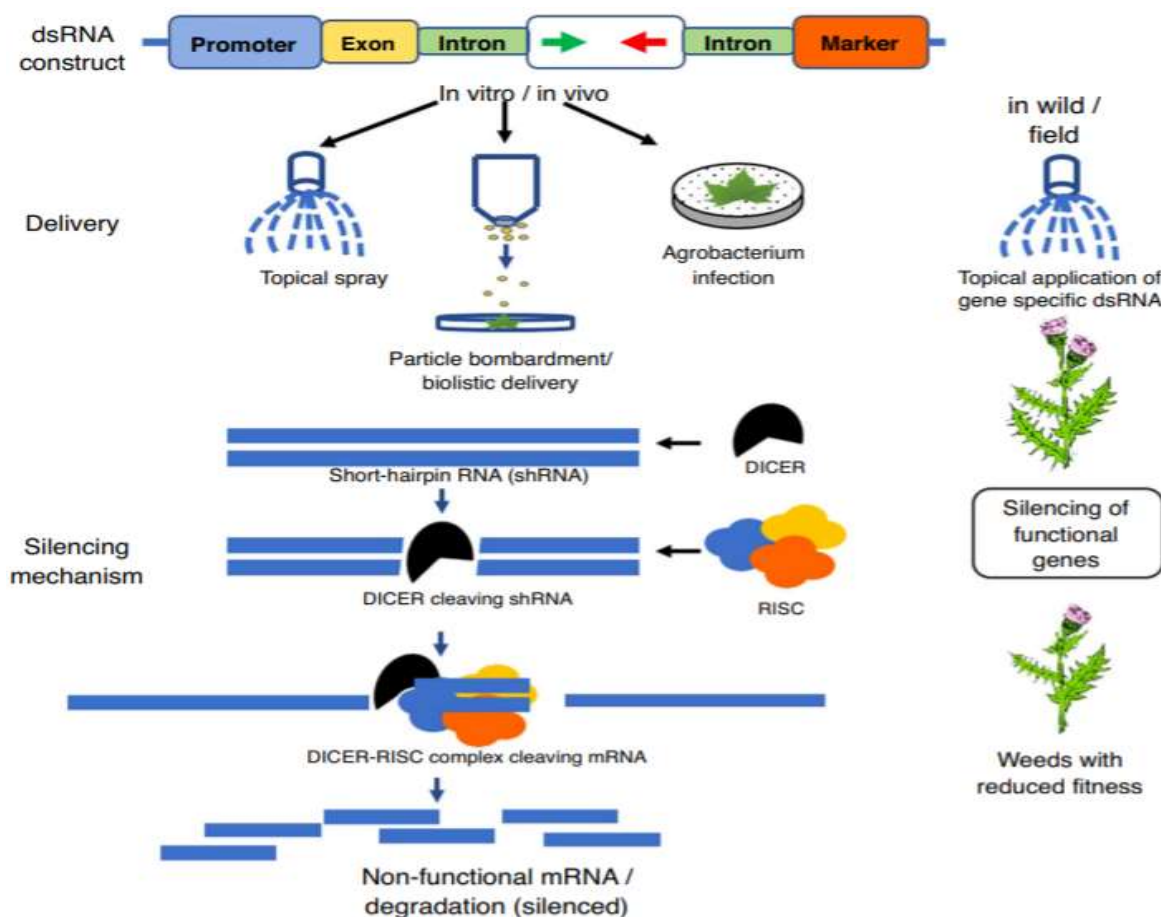 dsRNA
construct
Promoter
Exon
Intron
Intron
Marker
In vitro / in vivo
in wild /
field
Delivery
Topical spray
Particle bombardment/
biolistic delivery
Agrobacterium
infection
Topical application of
gene specific dsRNA
Short-hairpin RNA (shRNA)
DICER
Silencing
mechanism
DICER cleaving shRNA
RISC
Silencing of
functional
genes
DICER-RISC complex cleaving mRNA
Weeds with
reduced fitness
Non-functional mRNA /
degradation (silenced)